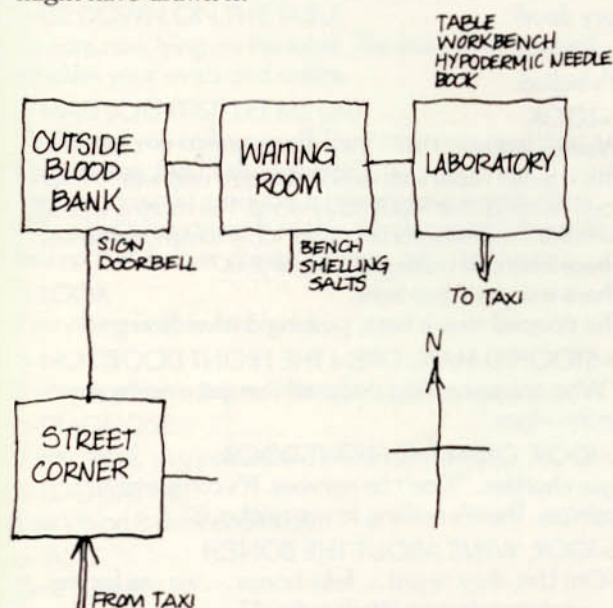 TABLE
WORKBENCH
HYPODERMIC NEEDLE
BOOK
OUTSIDE
BLOOD
BANK
WAITING
ROOM
LABORATORY
SIGN
DOORBELL
BENCH
SMELLING
SALTS
TO TAXI
N
STREET
CORNER
FROM TAXI